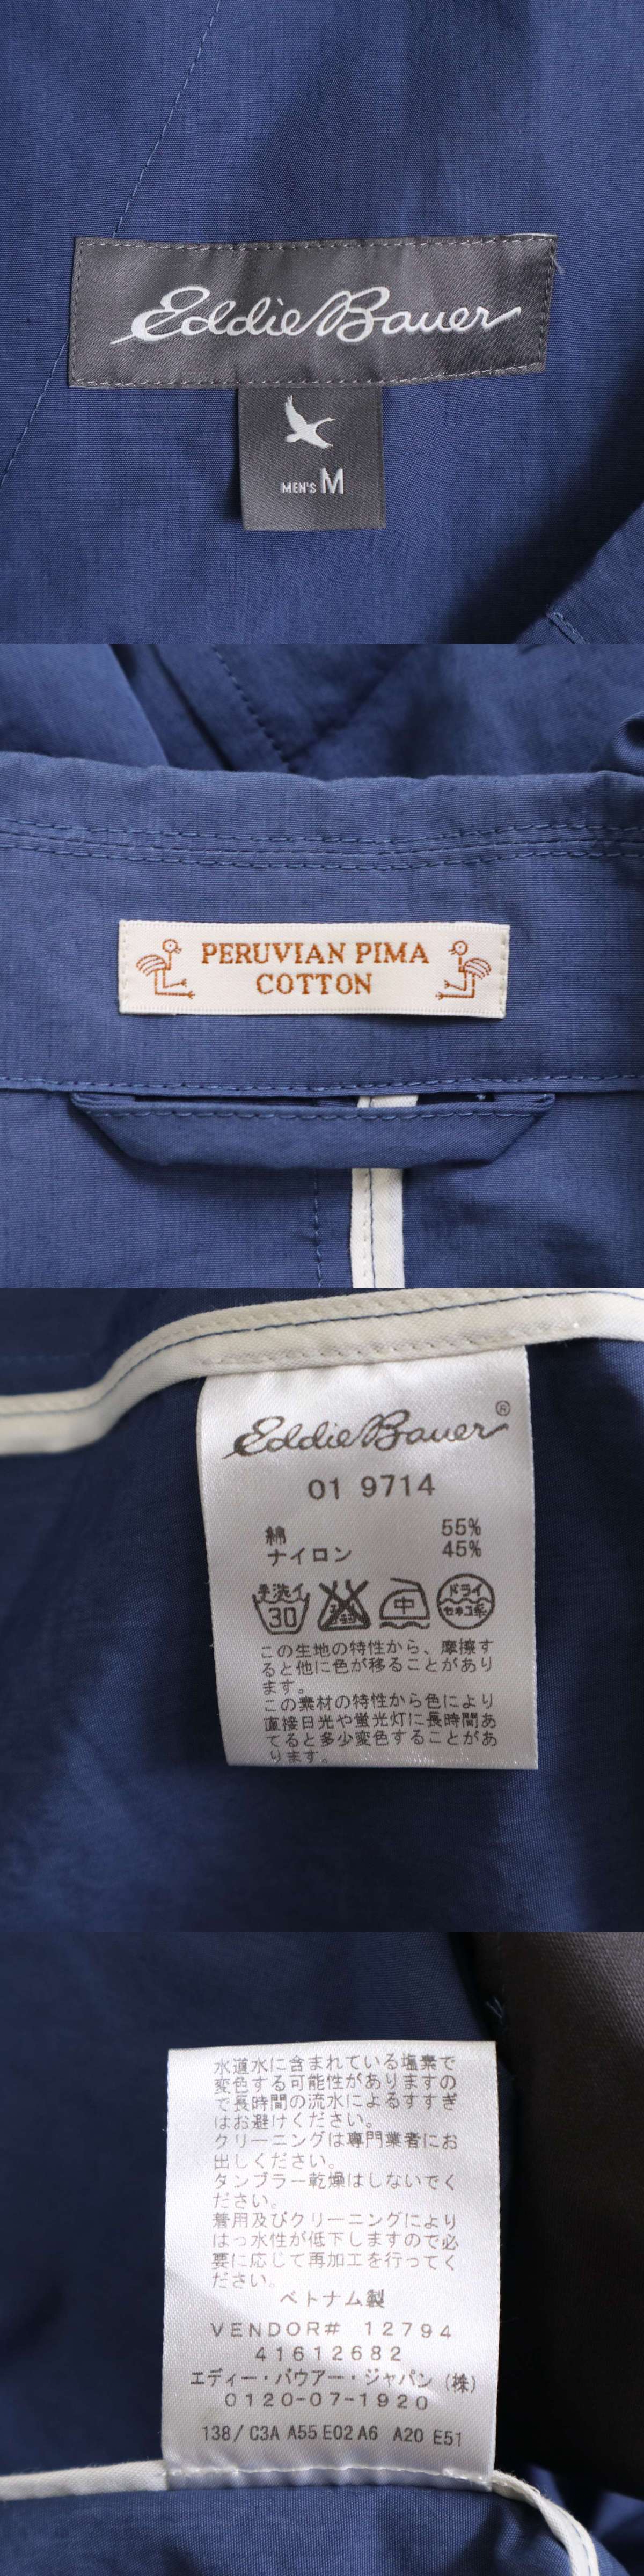 Eddie Bauer
MEN'S M
PERUVIAN PIMA
COTTON
Eddie Bauer®
01 9714
綿 55%
ナイロン 45%
手洗イ
30
中
ドライ
セキユ系
この生地の特性から、摩擦す
ると他に色が移ることがあり
ます。
この素材の特性から色により
直接日光や蛍光灯に長時間あ
てると多少変色することがあ
ります。
水道水に含まれている塩素で
変色する可能性がありますの
で長時間の流水によるすすぎ
はお避けください。
クリーニングは専門業者にお
出しください。
タンブラー乾燥はしないでく
ださい。
着用及びクリーニングにより
はっ水性が低下しますので必
要に応じて再加工を行ってく
ださい。
ベトナム製
VENDOR# 12794
41612682
エディー・バウアー・ジャパン (株)
0120-07-1920
138/ C3A A55 E02 A6 A20 E51